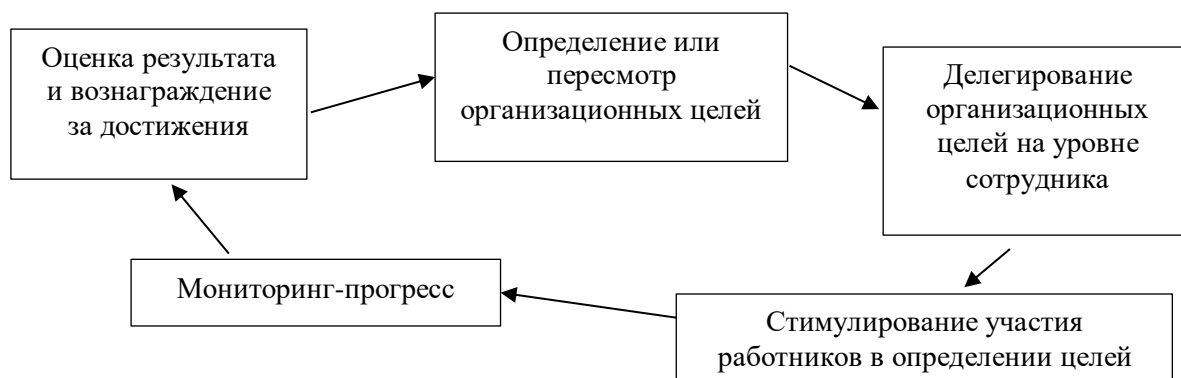 Оценка результата
и вознаграждение
за достижения
Определение или
пересмотр
организационных целей
Делегирование
организационных
целей на уровне
сотрудника
Мониторинг-прогресс
Стимулирование участия
работников в определении целей